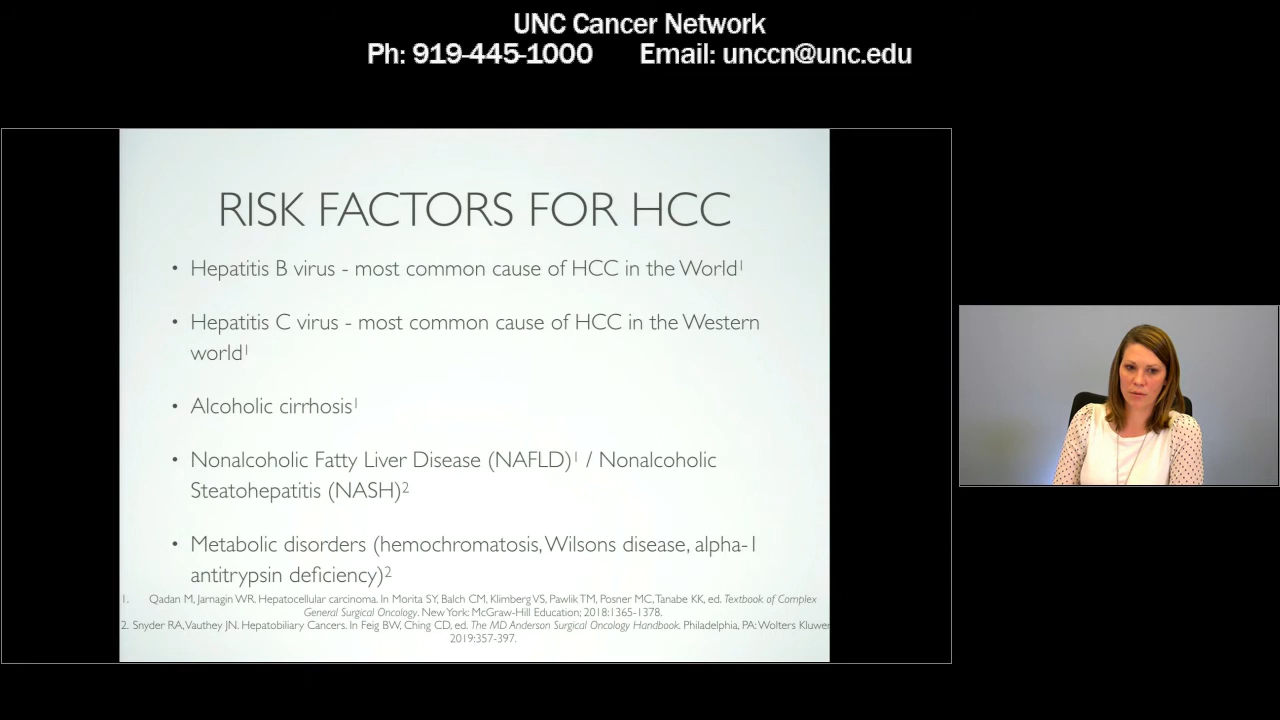 UNC Cancer Network
Ph: 919-445-1000 Email: unccn@unc.edu
RISK FACTORS FOR HCC
• Hepatitis B virus - most common cause of HCC in the World¹
• Hepatitis C virus - most common cause of HCC in the Western
world¹
• Alcoholic cirrhosis¹
• Nonalcoholic Fatty Liver Disease (NAFLD)¹ / Nonalcoholic
Steatohepatitis (NASH)²
• Metabolic disorders (hemochromatosis, Wilsons disease, alpha-1
antitrypsin deficiency)²
1. Qadan M, Jarnagin WR. Hepatocellular carcinoma. In Morita SY, Balch CM, Klimberg VS, Pawlik TM, Posner MC, Tanabe KK, ed. Textbook of Complex
General Surgical Oncology. New York: McGraw-Hill Education; 2018:1365-1378.
2. Snyder RA, Vauthey JN. Hepatobiliary Cancers. In Feig BW, Ching CD, ed. The MD Anderson Surgical Oncology Handbook. Philadelphia, PA: Wolters Kluwer
2019:357-397.